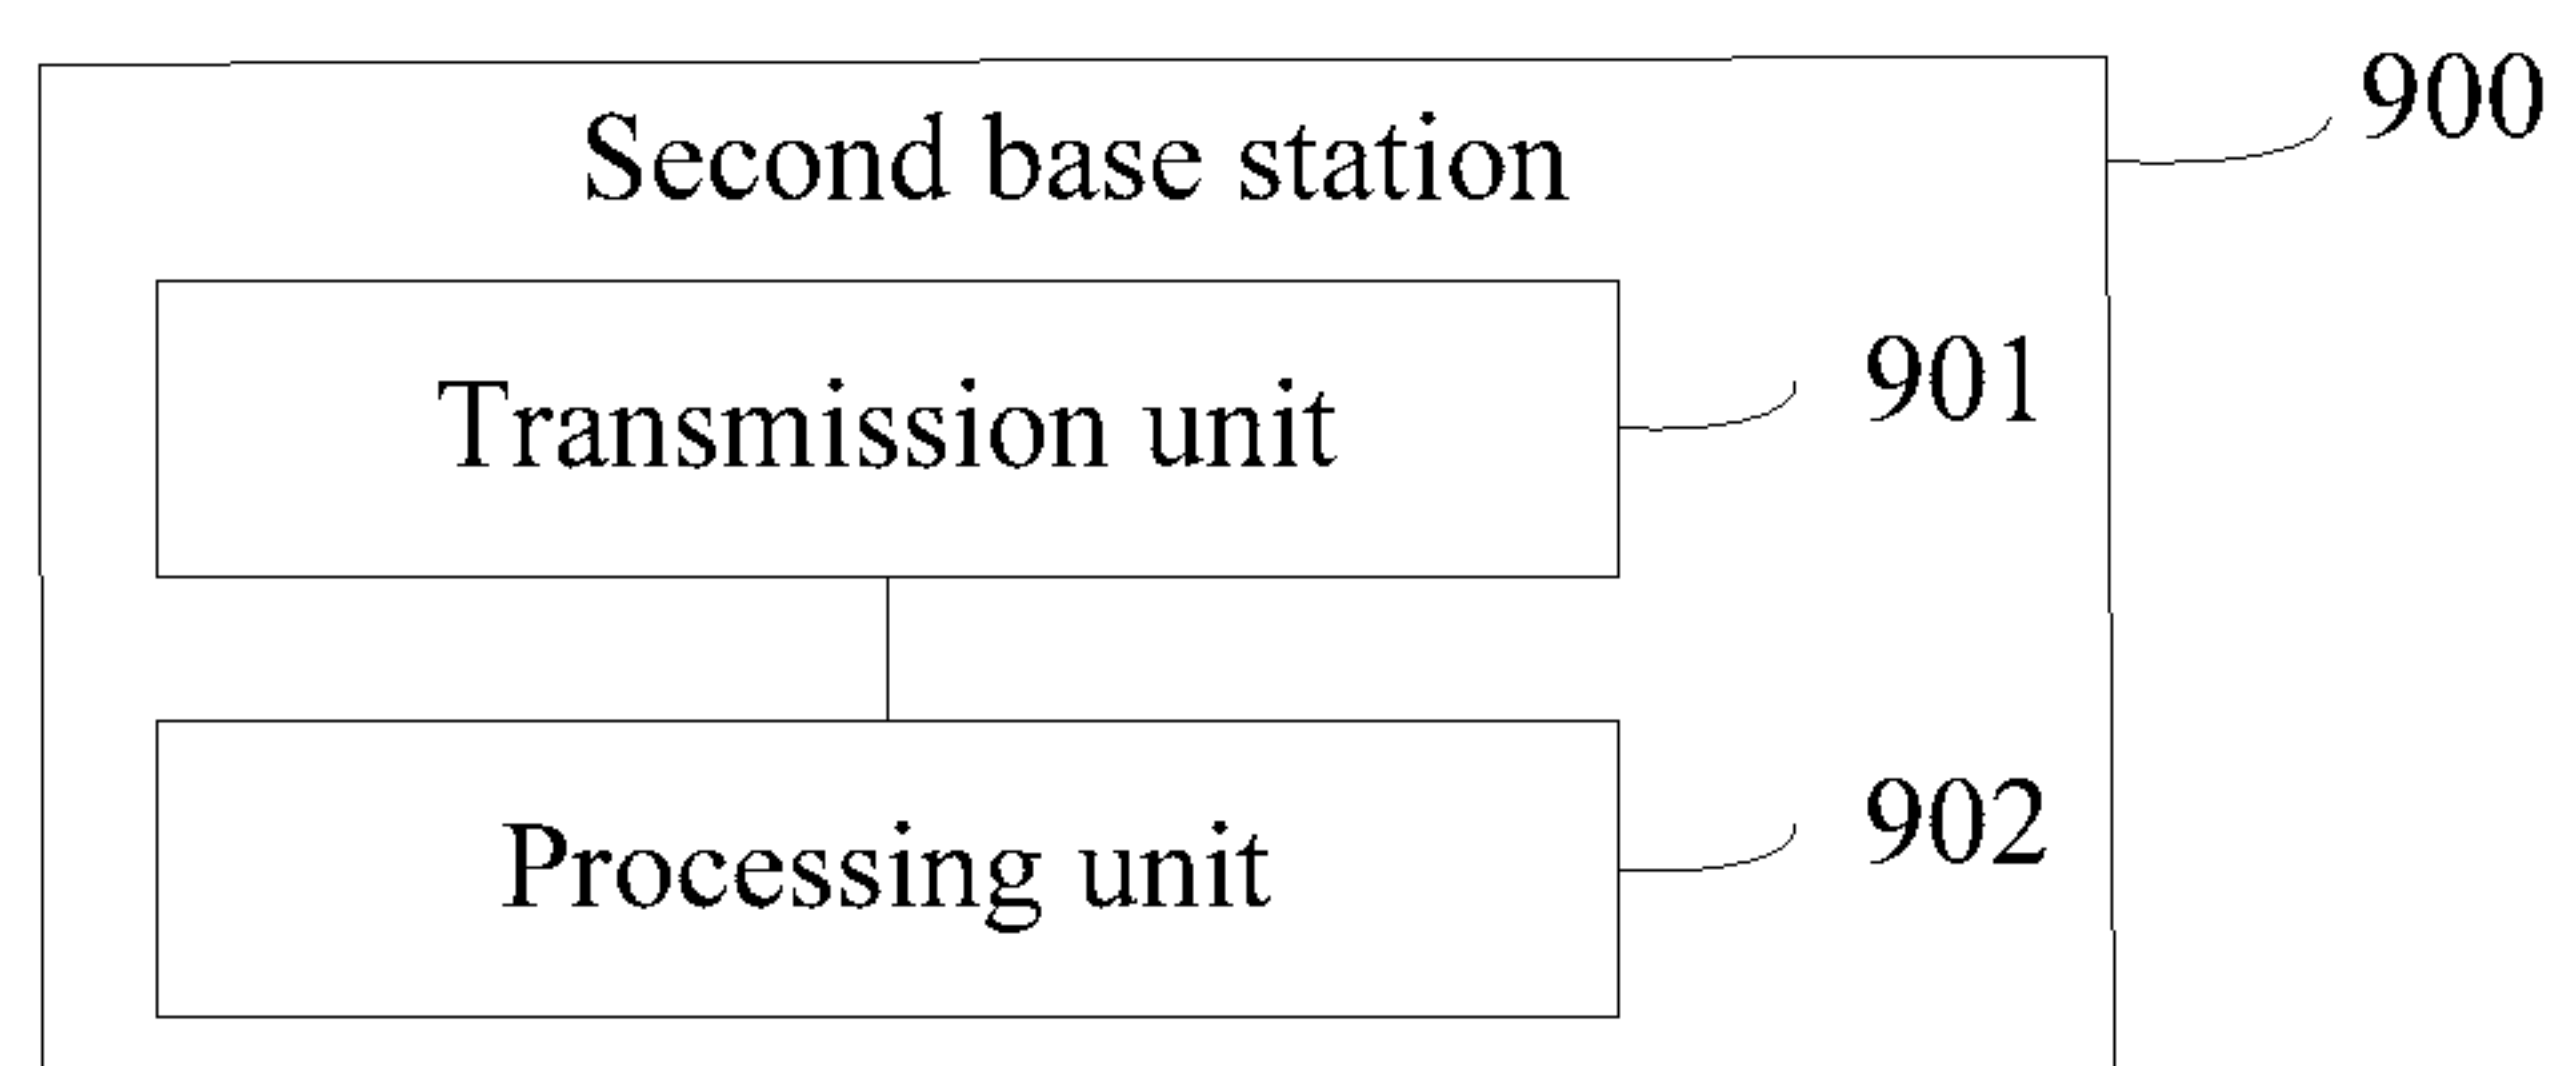 Second base station
900
Transmission unit
901
Processing unit
902